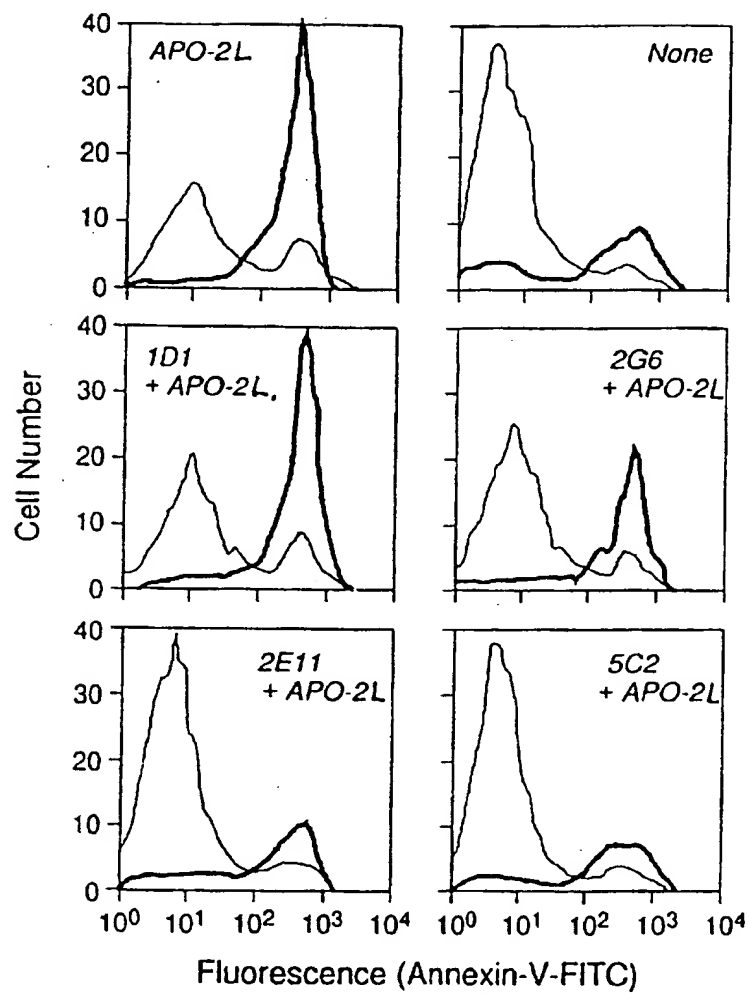 40
30
20
10
0
APO-2L
None
40
30
20
10
0
1D1
+ APO-2L.
2G6
+ APO-2L
Cell Number
40
30
20
10
0
2E11
+ APO-2L
5C2
+ APO-2L
10⁰ 10¹ 10² 10³ 10⁴ 10⁰ 10¹ 10² 10³ 10⁴
Fluorescence (Annexin-V-FITC)